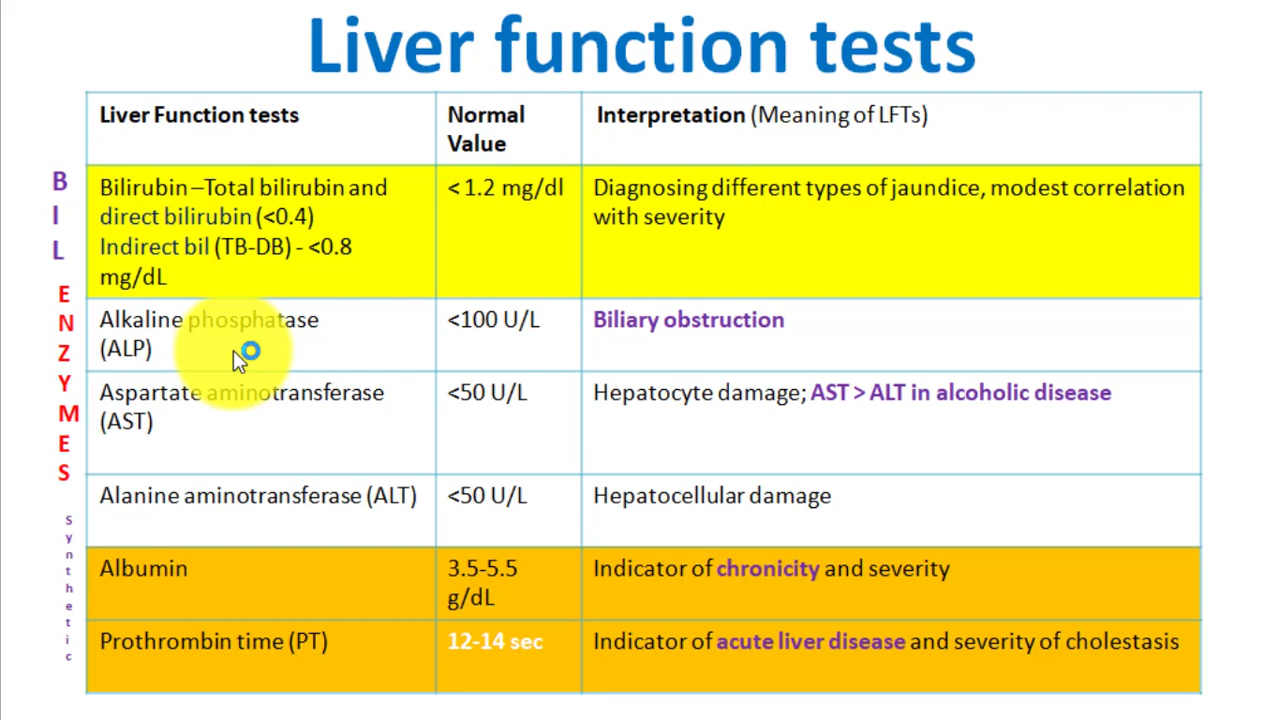 Liver function tests
Liver Function tests
Normal
Value
Interpretation (Meaning of LFTs)
B
I
L
Bilirubin –Total bilirubin and
direct bilirubin (<0.4)
Indirect bil (TB-DB) - <0.8
mg/dL
< 1.2 mg/dl
Diagnosing different types of jaundice, modest correlation
with severity
E
N
Z
Y
M
E
S
Alkaline phosphatase
(ALP)
<100 U/L
Biliary obstruction
Aspartate aminotransferase
(AST)
<50 U/L
Hepatocyte damage; AST > ALT in alcoholic disease
Alanine aminotransferase (ALT)
<50 U/L
Hepatocellular damage
S
y
n
t
h
e
t
i
c
Albumin
3.5-5.5
g/dL
Indicator of chronicity and severity
Prothrombin time (PT)
12-14 sec
Indicator of acute liver disease and severity of cholestasis